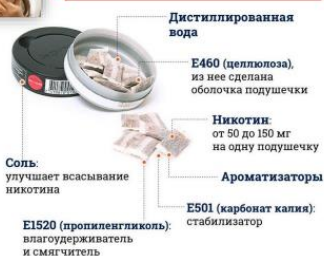 Дистиллированная
вода
E460 (целлюлоза),
из нее сделана
оболочка подушечки
Никотин:
от 50 до 150 мг
на одну подушечку
Ароматизаторы
Соль:
улучшает всасывание
никотина
E501 (карбонат калия):
стабилизатор
E1520 (пропиленгликоль):
влагоудерживатель
и смягчитель